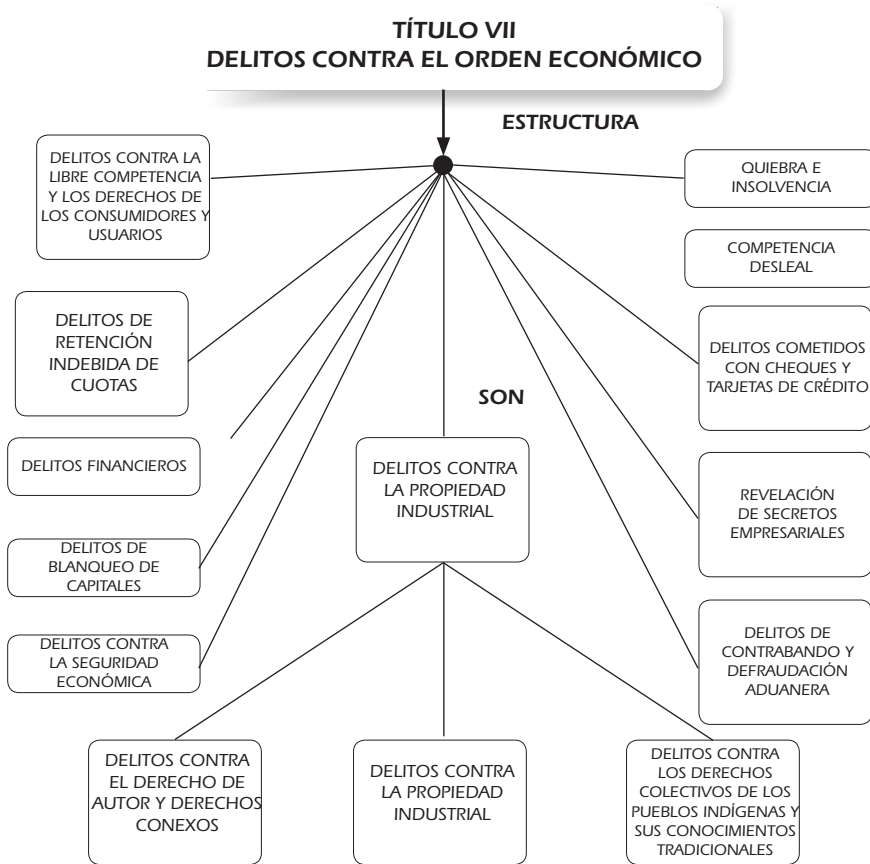 TÍTULO VII
DELITOS CONTRA EL ORDEN ECONÓMICO
ESTRUCTURA
DELITOS CONTRA LA
LIBRE COMPETENCIA
Y LOS DERECHOS DE
LOS CONSUMIDORES Y
USUARIOS
QUIEBRA E
INSOLVENCIA
COMPETENCIA
DESLEAL
DELITOS DE
RETENCIÓN
INDEBIDA DE
CUOTAS
DELITOS COMETIDOS
CON CHEQUES Y
TARJETAS DE CRÉDITO
SON
DELITOS FINANCIEROS
DELITOS CONTRA
LA PROPIEDAD
INDUSTRIAL
REVELACIÓN
DE SECRETOS
EMPRESARIALES
DELITOS DE
BLANQUEO DE
CAPITALES
DELITOS CONTRA
LA SEGURIDAD
ECONÓMICA
DELITOS DE
CONTRABANDO Y
DEFRAUDACIÓN
ADUANERA
DELITOS CONTRA
EL DERECHO DE
AUTOR Y DERECHOS
CONEXOS
DELITOS CONTRA
LA PROPIEDAD
INDUSTRIAL
DELITOS CONTRA
LOS DERECHOS
COLECTIVOS DE LOS
PUEBLOS INDÍGENAS Y
SUS CONOCIMIENTOS
TRADICIONALES